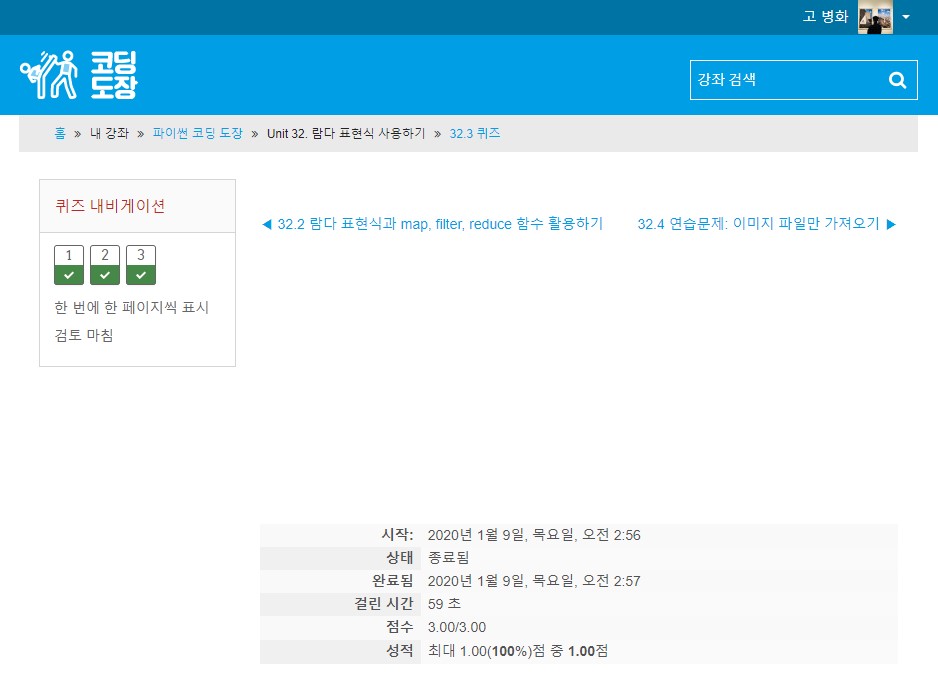 고 병화
코딩
도장
강좌 검색
홈 » 내 강좌 » 파이썬 코딩 도장 » Unit 32. 람다 표현식 사용하기 » 32.3 퀴즈
퀴즈 내비게이션
1 2 3
한 번에 한 페이지씩 표시
검토 마침
◀ 32.2 람다 표현식과 map, filter, reduce 함수 활용하기
32.4 연습문제: 이미지 파일만 가져오기 ▶
시작: 2020년 1월 9일, 목요일, 오전 2:56
상태 종료됨
완료됨 2020년 1월 9일, 목요일, 오전 2:57
걸린 시간 59 초
점수 3.00/3.00
성적 최대 1.00(100%)점 중 1.00점